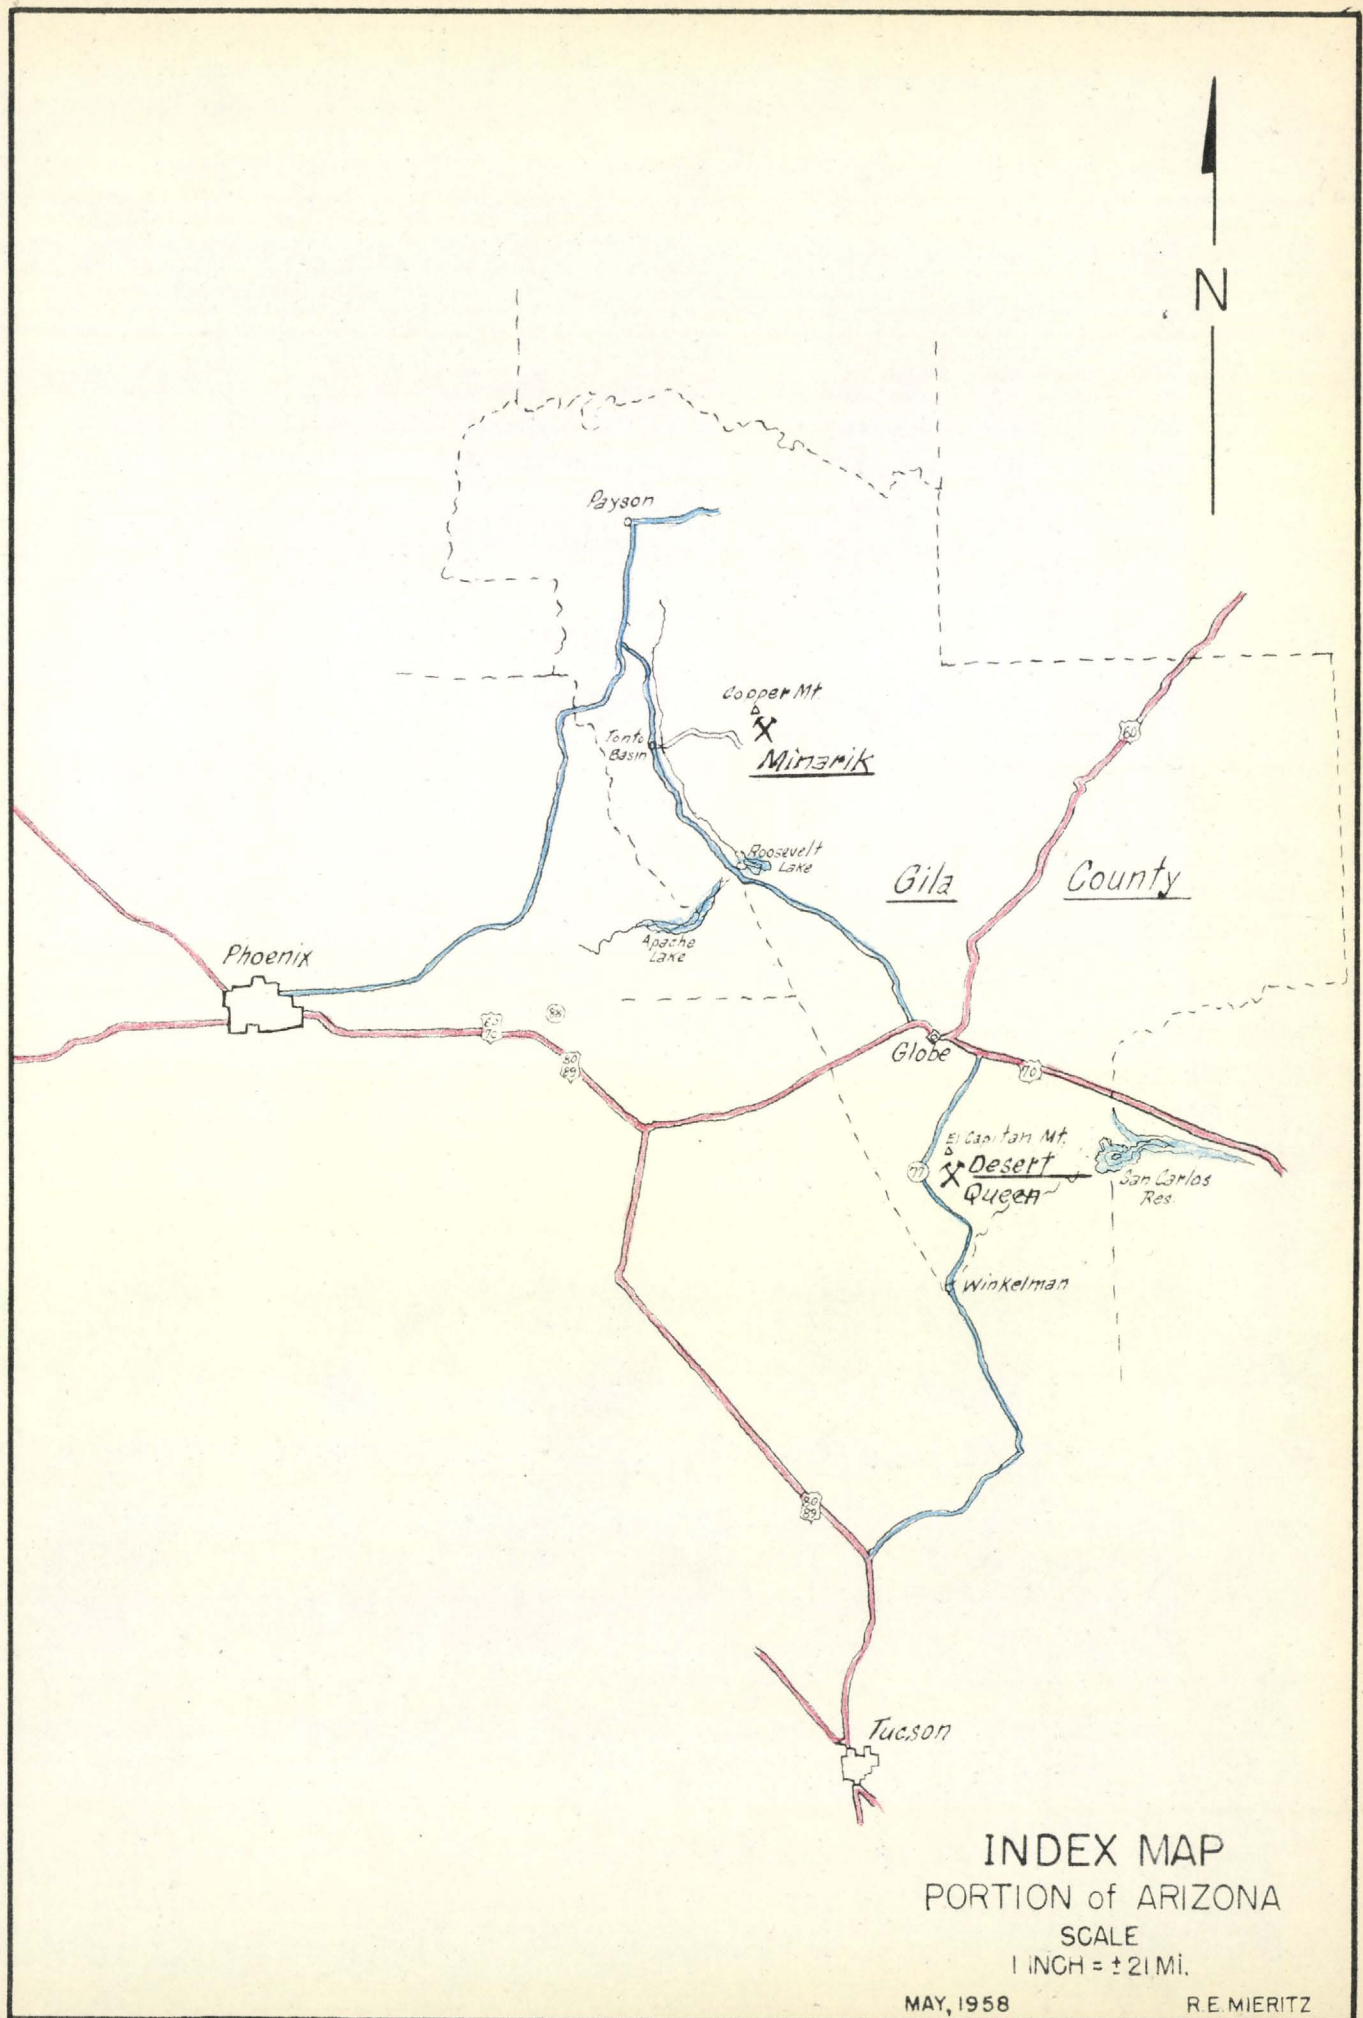 N
Payson
Copper Mt.
Minarik
Tonto
Basin
60
Roosevelt
Lake
Gila County
Apache
Lake
Phoenix
88
60
70
80
89
Globe
70
El Capitan Mt.
77
Desert
Queen
San Carlos
Res.
Winkelman
80
89
Tucson
INDEX MAP
PORTION of ARIZONA
SCALE
1 INCH = ± 21 Mi.
MAY, 1958 R.E. MIERITZ